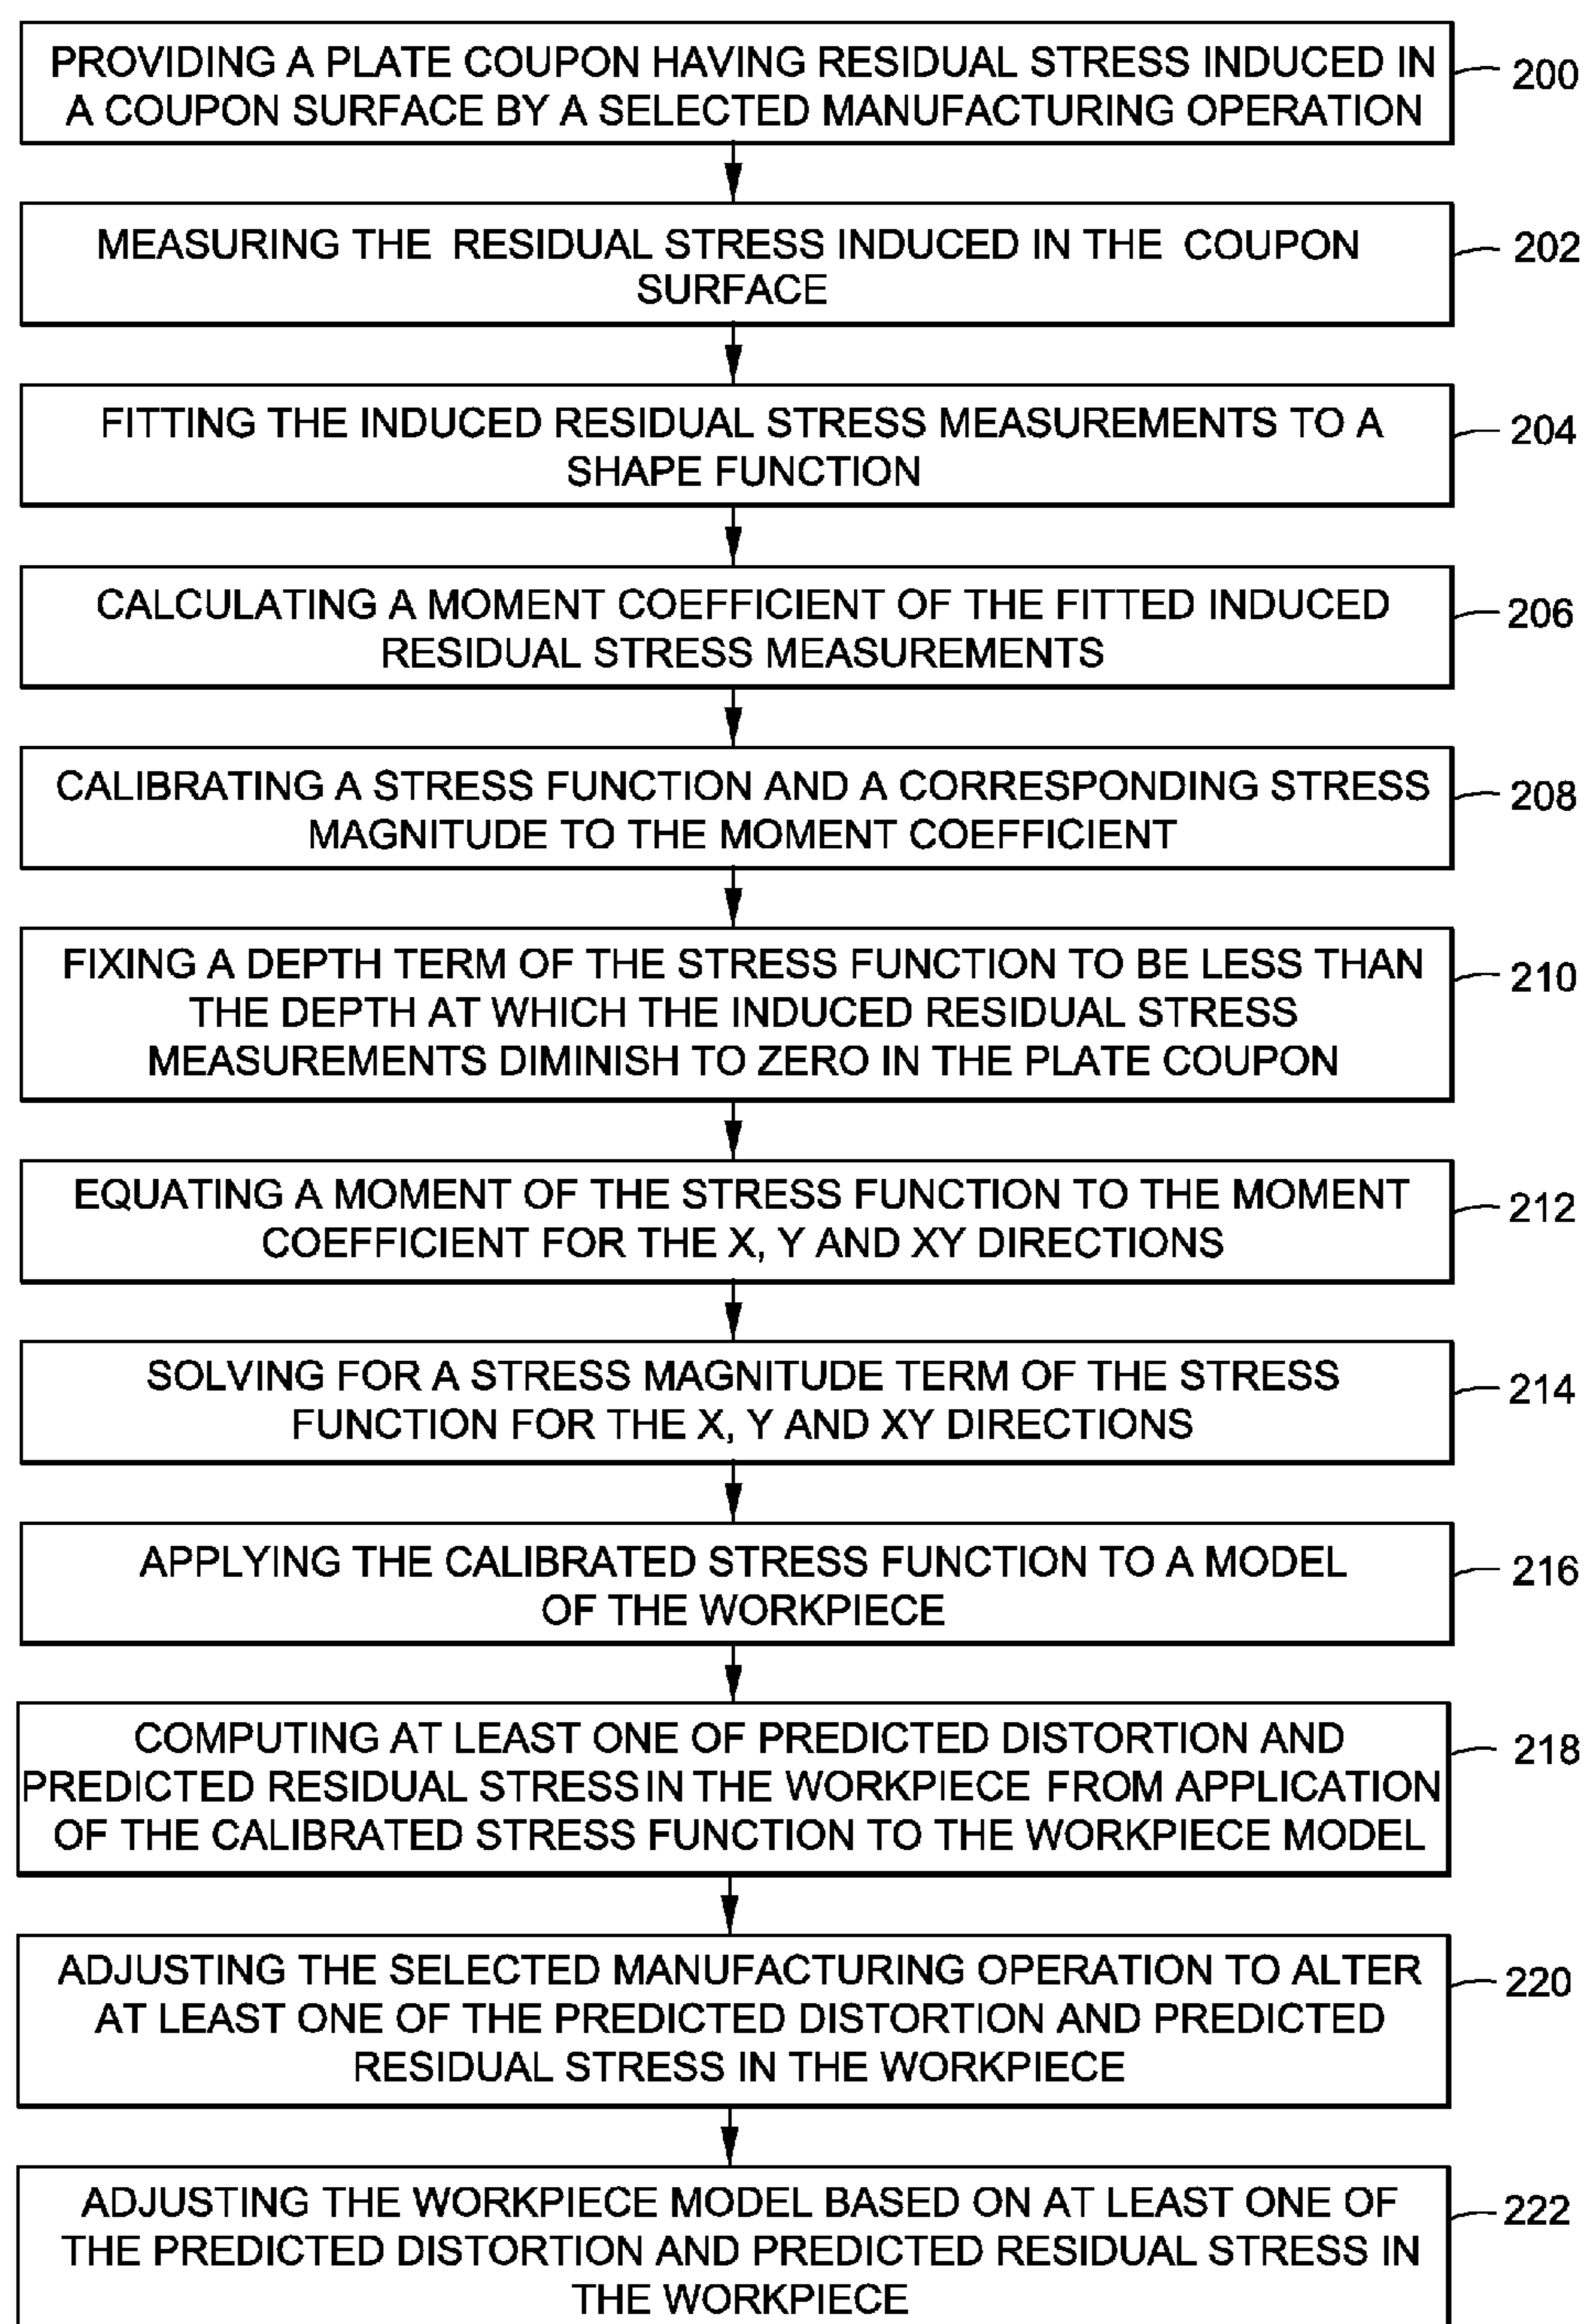 PROVIDING A PLATE COUPON HAVING RESIDUAL STRESS INDUCED IN
A COUPON SURFACE BY A SELECTED MANUFACTURING OPERATION
200
MEASURING THE RESIDUAL STRESS INDUCED IN THE COUPON
SURFACE
202
FITTING THE INDUCED RESIDUAL STRESS MEASUREMENTS TO A
SHAPE FUNCTION
204
CALCULATING A MOMENT COEFFICIENT OF THE FITTED INDUCED
RESIDUAL STRESS MEASUREMENTS
206
CALIBRATING A STRESS FUNCTION AND A CORRESPONDING STRESS
MAGNITUDE TO THE MOMENT COEFFICIENT
208
FIXING A DEPTH TERM OF THE STRESS FUNCTION TO BE LESS THAN
THE DEPTH AT WHICH THE INDUCED RESIDUAL STRESS
MEASUREMENTS DIMINISH TO ZERO IN THE PLATE COUPON
210
EQUATING A MOMENT OF THE STRESS FUNCTION TO THE MOMENT
COEFFICIENT FOR THE X, Y AND XY DIRECTIONS
212
SOLVING FOR A STRESS MAGNITUDE TERM OF THE STRESS
FUNCTION FOR THE X, Y AND XY DIRECTIONS
214
APPLYING THE CALIBRATED STRESS FUNCTION TO A MODEL
OF THE WORKPIECE
216
COMPUTING AT LEAST ONE OF PREDICTED DISTORTION AND
PREDICTED RESIDUAL STRESS IN THE WORKPIECE FROM APPLICATION
OF THE CALIBRATED STRESS FUNCTION TO THE WORKPIECE MODEL
218
ADJUSTING THE SELECTED MANUFACTURING OPERATION TO ALTER
AT LEAST ONE OF THE PREDICTED DISTORTION AND PREDICTED
RESIDUAL STRESS IN THE WORKPIECE
220
ADJUSTING THE WORKPIECE MODEL BASED ON AT LEAST ONE OF
THE PREDICTED DISTORTION AND PREDICTED RESIDUAL STRESS IN
THE WORKPIECE
222